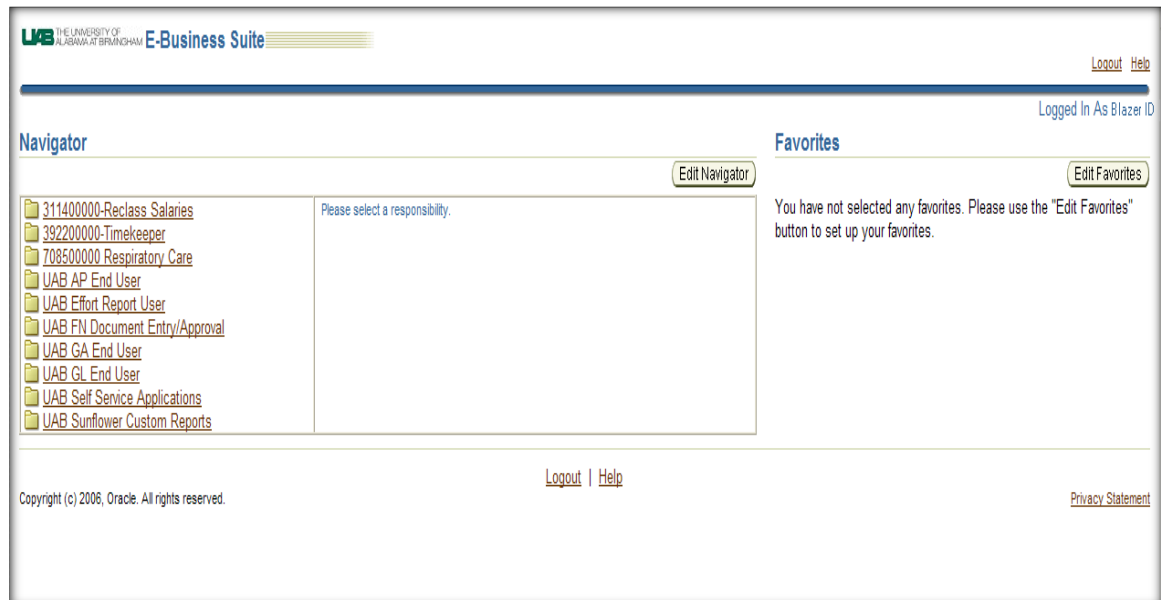 UAB THE UNIVERSITY OF
ALABAMA AT BIRMINGHAM E-Business Suite
Logout Help
Logged In As Blazer ID
Navigator
Edit Navigator
311400000-Reclass Salaries
392200000-Timekeeper
708500000 Respiratory Care
UAB AP End User
UAB Effort Report User
UAB FN Document Entry/Approval
UAB GA End User
UAB GL End User
UAB Self Service Applications
UAB Sunflower Custom Reports
Please select a responsibility.
Favorites
Edit Favorites
You have not selected any favorites. Please use the "Edit Favorites"
button to set up your favorites.
Logout | Help
Copyright (c) 2006, Oracle. All rights reserved.
Privacy Statement